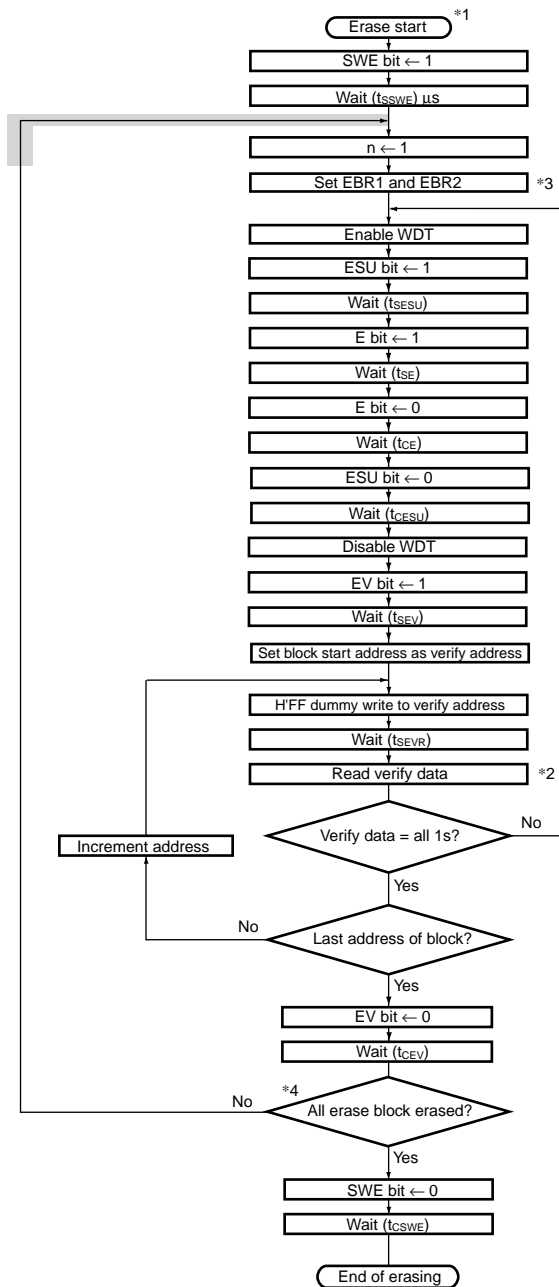 Erase start
*1
SWE bit ← 1
Wait (tSSWE) μs
n ← 1
Set EBR1 and EBR2
*3
Enable WDT
ESU bit ← 1
Wait (tSESU)
E bit ← 1
Wait (tSE)
E bit ← 0
Wait (tCE)
ESU bit ← 0
Wait (tCESU)
Disable WDT
EV bit ← 1
Wait (tSEV)
Set block start address as verify address
H'FF dummy write to verify address
Wait (tSEVR)
Read verify data
*2
Increment address
Verify data = all 1s?
No
Yes
No
Last address of block?
Yes
EV bit ← 0
Wait (tCEV)
*4
No
All erase block erased?
Yes
SWE bit ← 0
Wait (tCSWE)
End of erasing